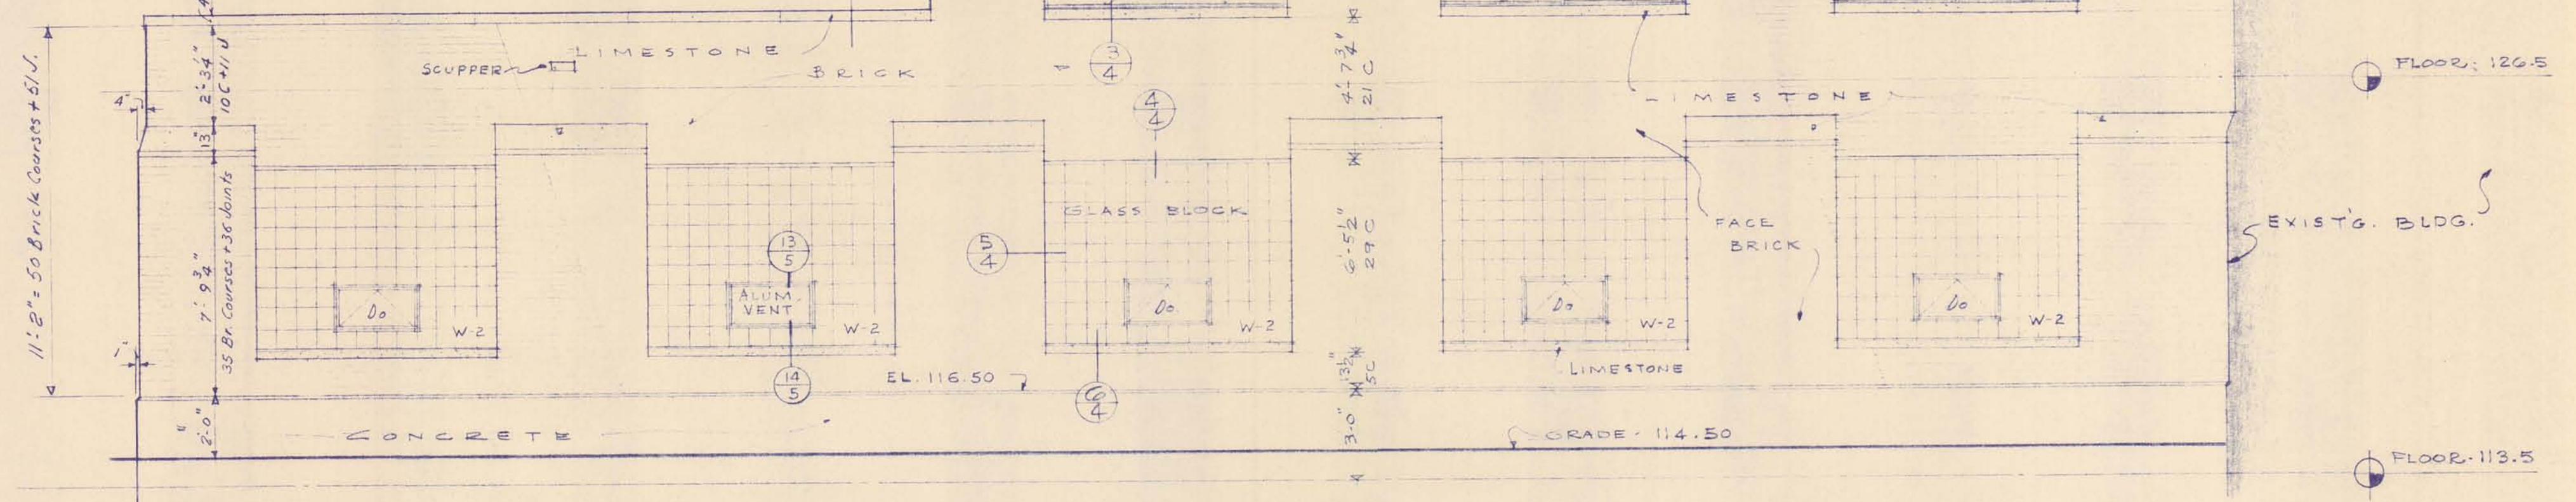 11'-2" = 50 Brick Courses + 51 J.
2'-3¼"
10 C + 11 J
4"
13"
7'-9¾"
35 Br. Courses + 36 Joints
2'-0"
SCUPPER
LIMESTONE
BRICK
3
4
4
4
4'-7¾"
21 C
LIMESTONE
FLOOR: 126.5
GLASS BLOCK
13
5
5
4
6'-5½"
29 C
FACE
BRICK
EXIST'G. BLDG.
Do
W-2
ALUM.
VENT
W-2
Do
W-2
Do
W-2
Do
W-2
14
5
EL. 116.50
6
4
13½"
5C
LIMESTONE
CONCRETE
3'-0"
GRADE - 114.50
FLOOR - 113.5